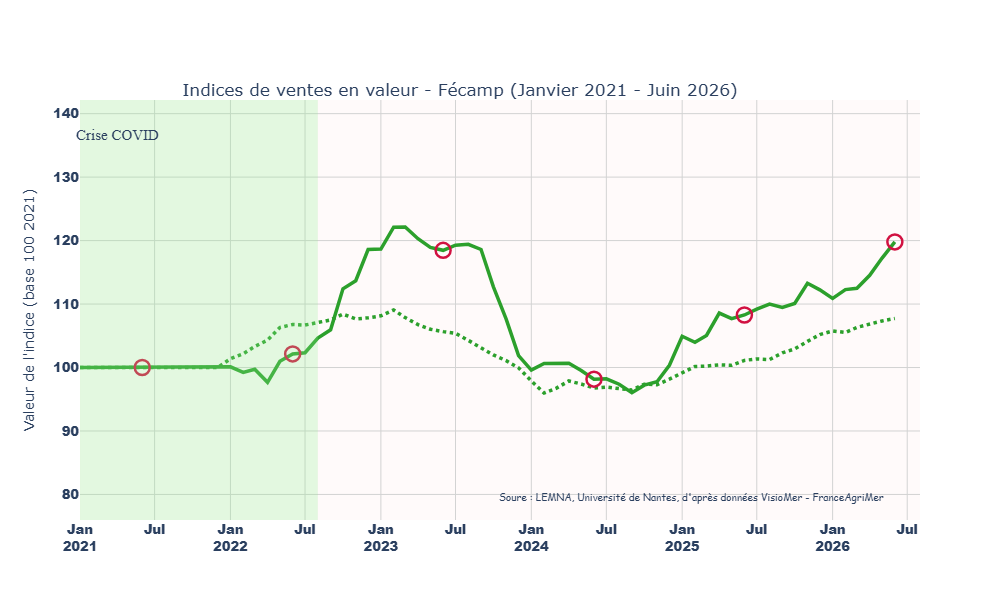 Indices de ventes en valeur - Fécamp (Janvier 2021 - Juin 2026)
Valeur de l'indice (base 100 2021)
140
130
120
110
100
90
80
Crise COVID
Soure : LEMNA, Université de Nantes, d'après données VisioMer - FranceAgriMer
Jan Jul Jan Jul Jan Jul Jan Jul Jan Jul Jan Jul
2021 2022 2023 2024 2025 2026